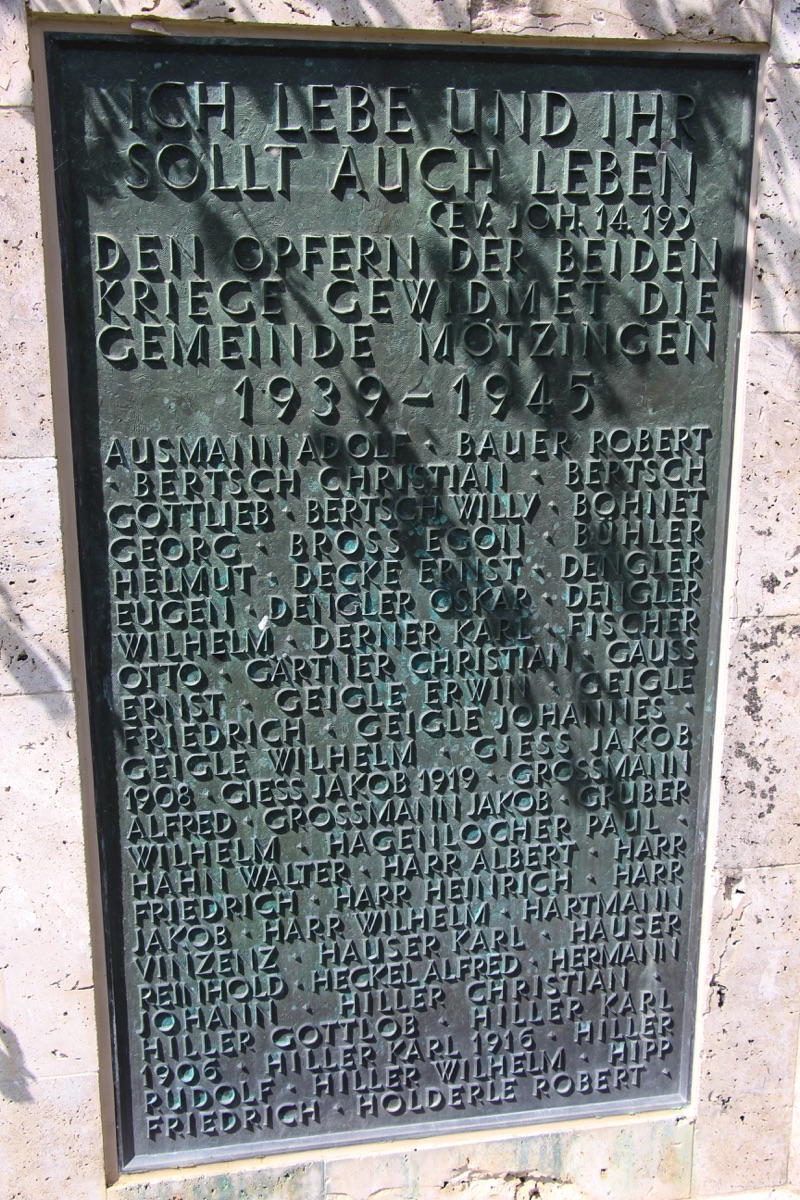 ICH LEBE UND IHR
SOLLT AUCH LEBEN
(EV. JOH. 14.19)
DEN OPFERN DER BEIDEN
KRIEGE GEWIDMET DIE
GEMEINDE MÖTZINGEN
1939-1945
AUSMANN ADOLF · BAUER ROBERT
· BERTSCH CHRISTIAN · BERTSCH
GOTTLIEB · BERTSCH WILLY · BOHNET
GEORG · BROSS EGON · BÜHLER
HELMUT · DECKE ERNST · DENGLER
EUGEN · DENGLER OSKAR · DENGLER
WILHELM · DERNER KARL · FISCHER
OTTO · GÄRTNER CHRISTIAN · GAUSS
ERNST · GEIGLE ERWIN · GEIGLE
FRIEDRICH · GEIGLE JOHANNES ·
GEIGLE WILHELM · GIESS JAKOB
1908 · GIESS JAKOB 1919 · GROSSMANN
ALFRED · GROSSMANN JAKOB · GRUBER
WILHELM · HAGENLOCHER PAUL ·
HAHN WALTER · HARR ALBERT · HARR
FRIEDRICH · HARR HEINRICH · HARR
JAKOB · HARR WILHELM · HARTMANN
VINZENZ · HAUSER KARL · HAUSER
REINHOLD · HECKEL ALFRED · HERMANN
JOHANN · HILLER CHRISTIAN ·
HILLER GOTTLOB · HILLER KARL
1906 · HILLER KARL 1916 · HILLER
RUDOLF · HILLER WILHELM · HIPP
FRIEDRICH · HOLDERLE ROBERT ·